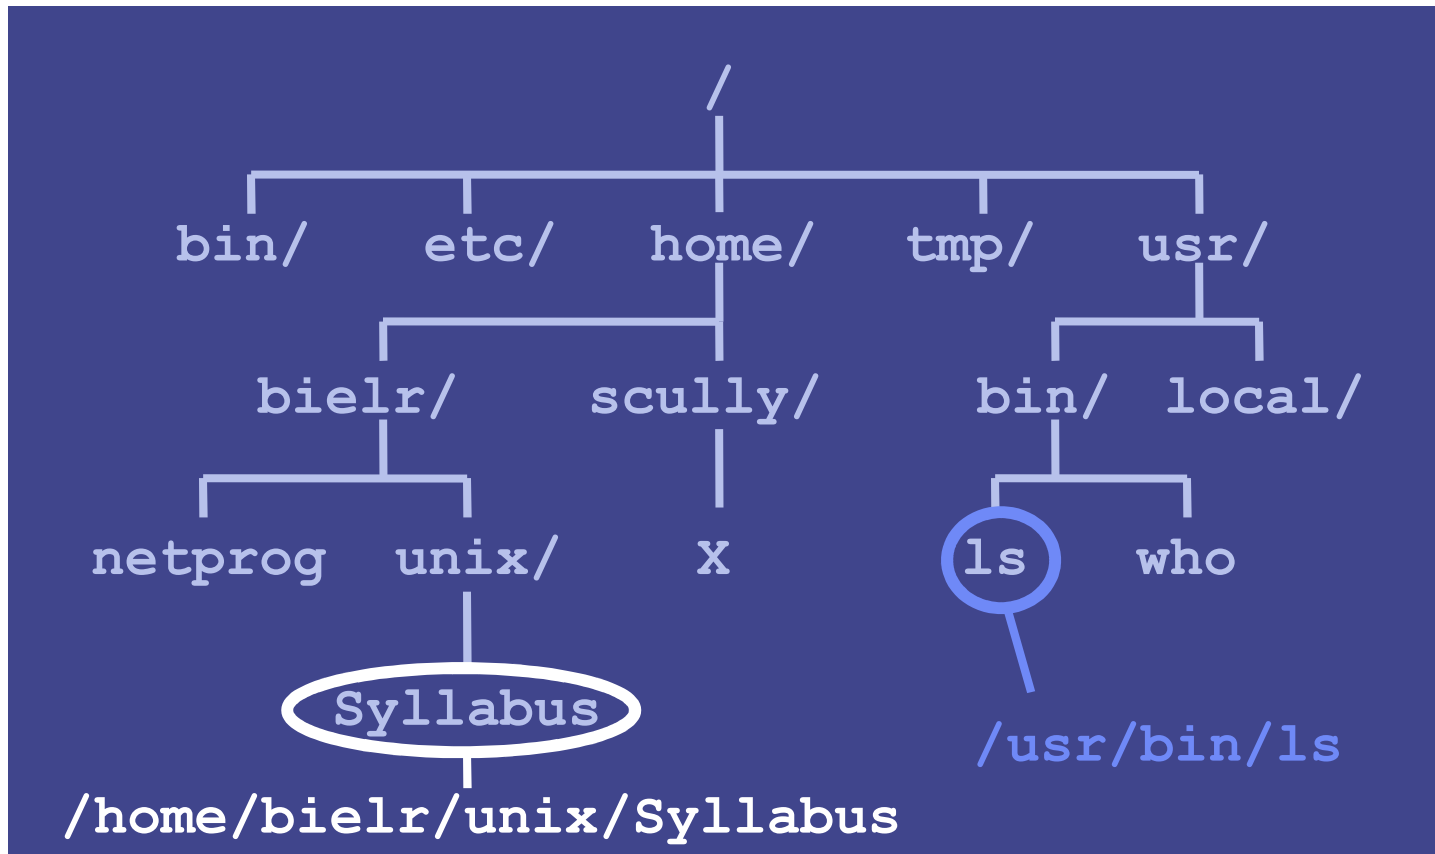 /
bin/ etc/ home/ tmp/ usr/
bielr/ scully/ bin/ local/
netprog unix/ X ls who
Syllabus
/usr/bin/ls
/home/bielr/unix/Syllabus